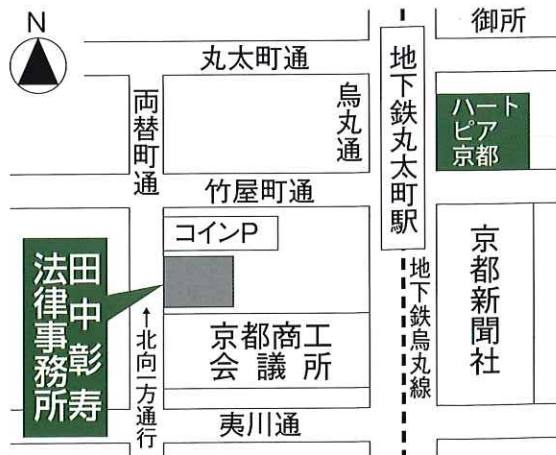 N
御所
丸太町通
地下鉄丸太町駅
烏丸通
両替町通
ハート
ピア
京都
竹屋町通
コインP
田中彰寿
法律事務所
京都新聞社
地下鉄烏丸線
↑北向一方通行
京都商工
会議所
夷川通